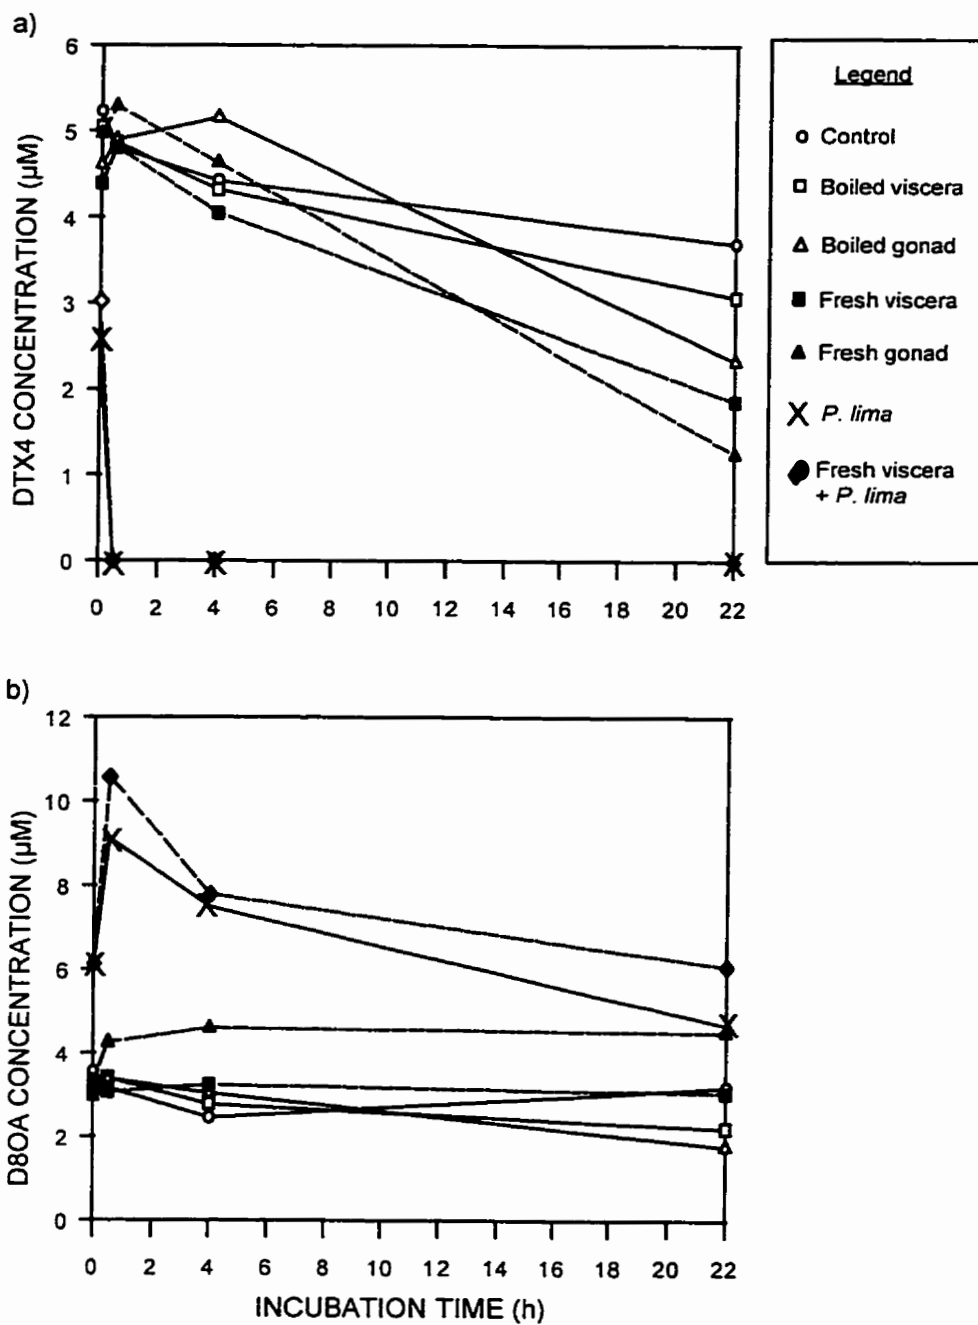 a)
6
5
4
3
2
1
0
DTX4 CONCENTRATION (µM)
0 2 4 6 8 10 12 14 16 18 20 22
Legend
Control
Boiled viscera
Boiled gonad
Fresh viscera
Fresh gonad
P. lima
Fresh viscera
+ P. lima
b)
12
10
8
6
4
2
0
D8OA CONCENTRATION (µM)
0 2 4 6 8 10 12 14 16 18 20 22
INCUBATION TIME (h)